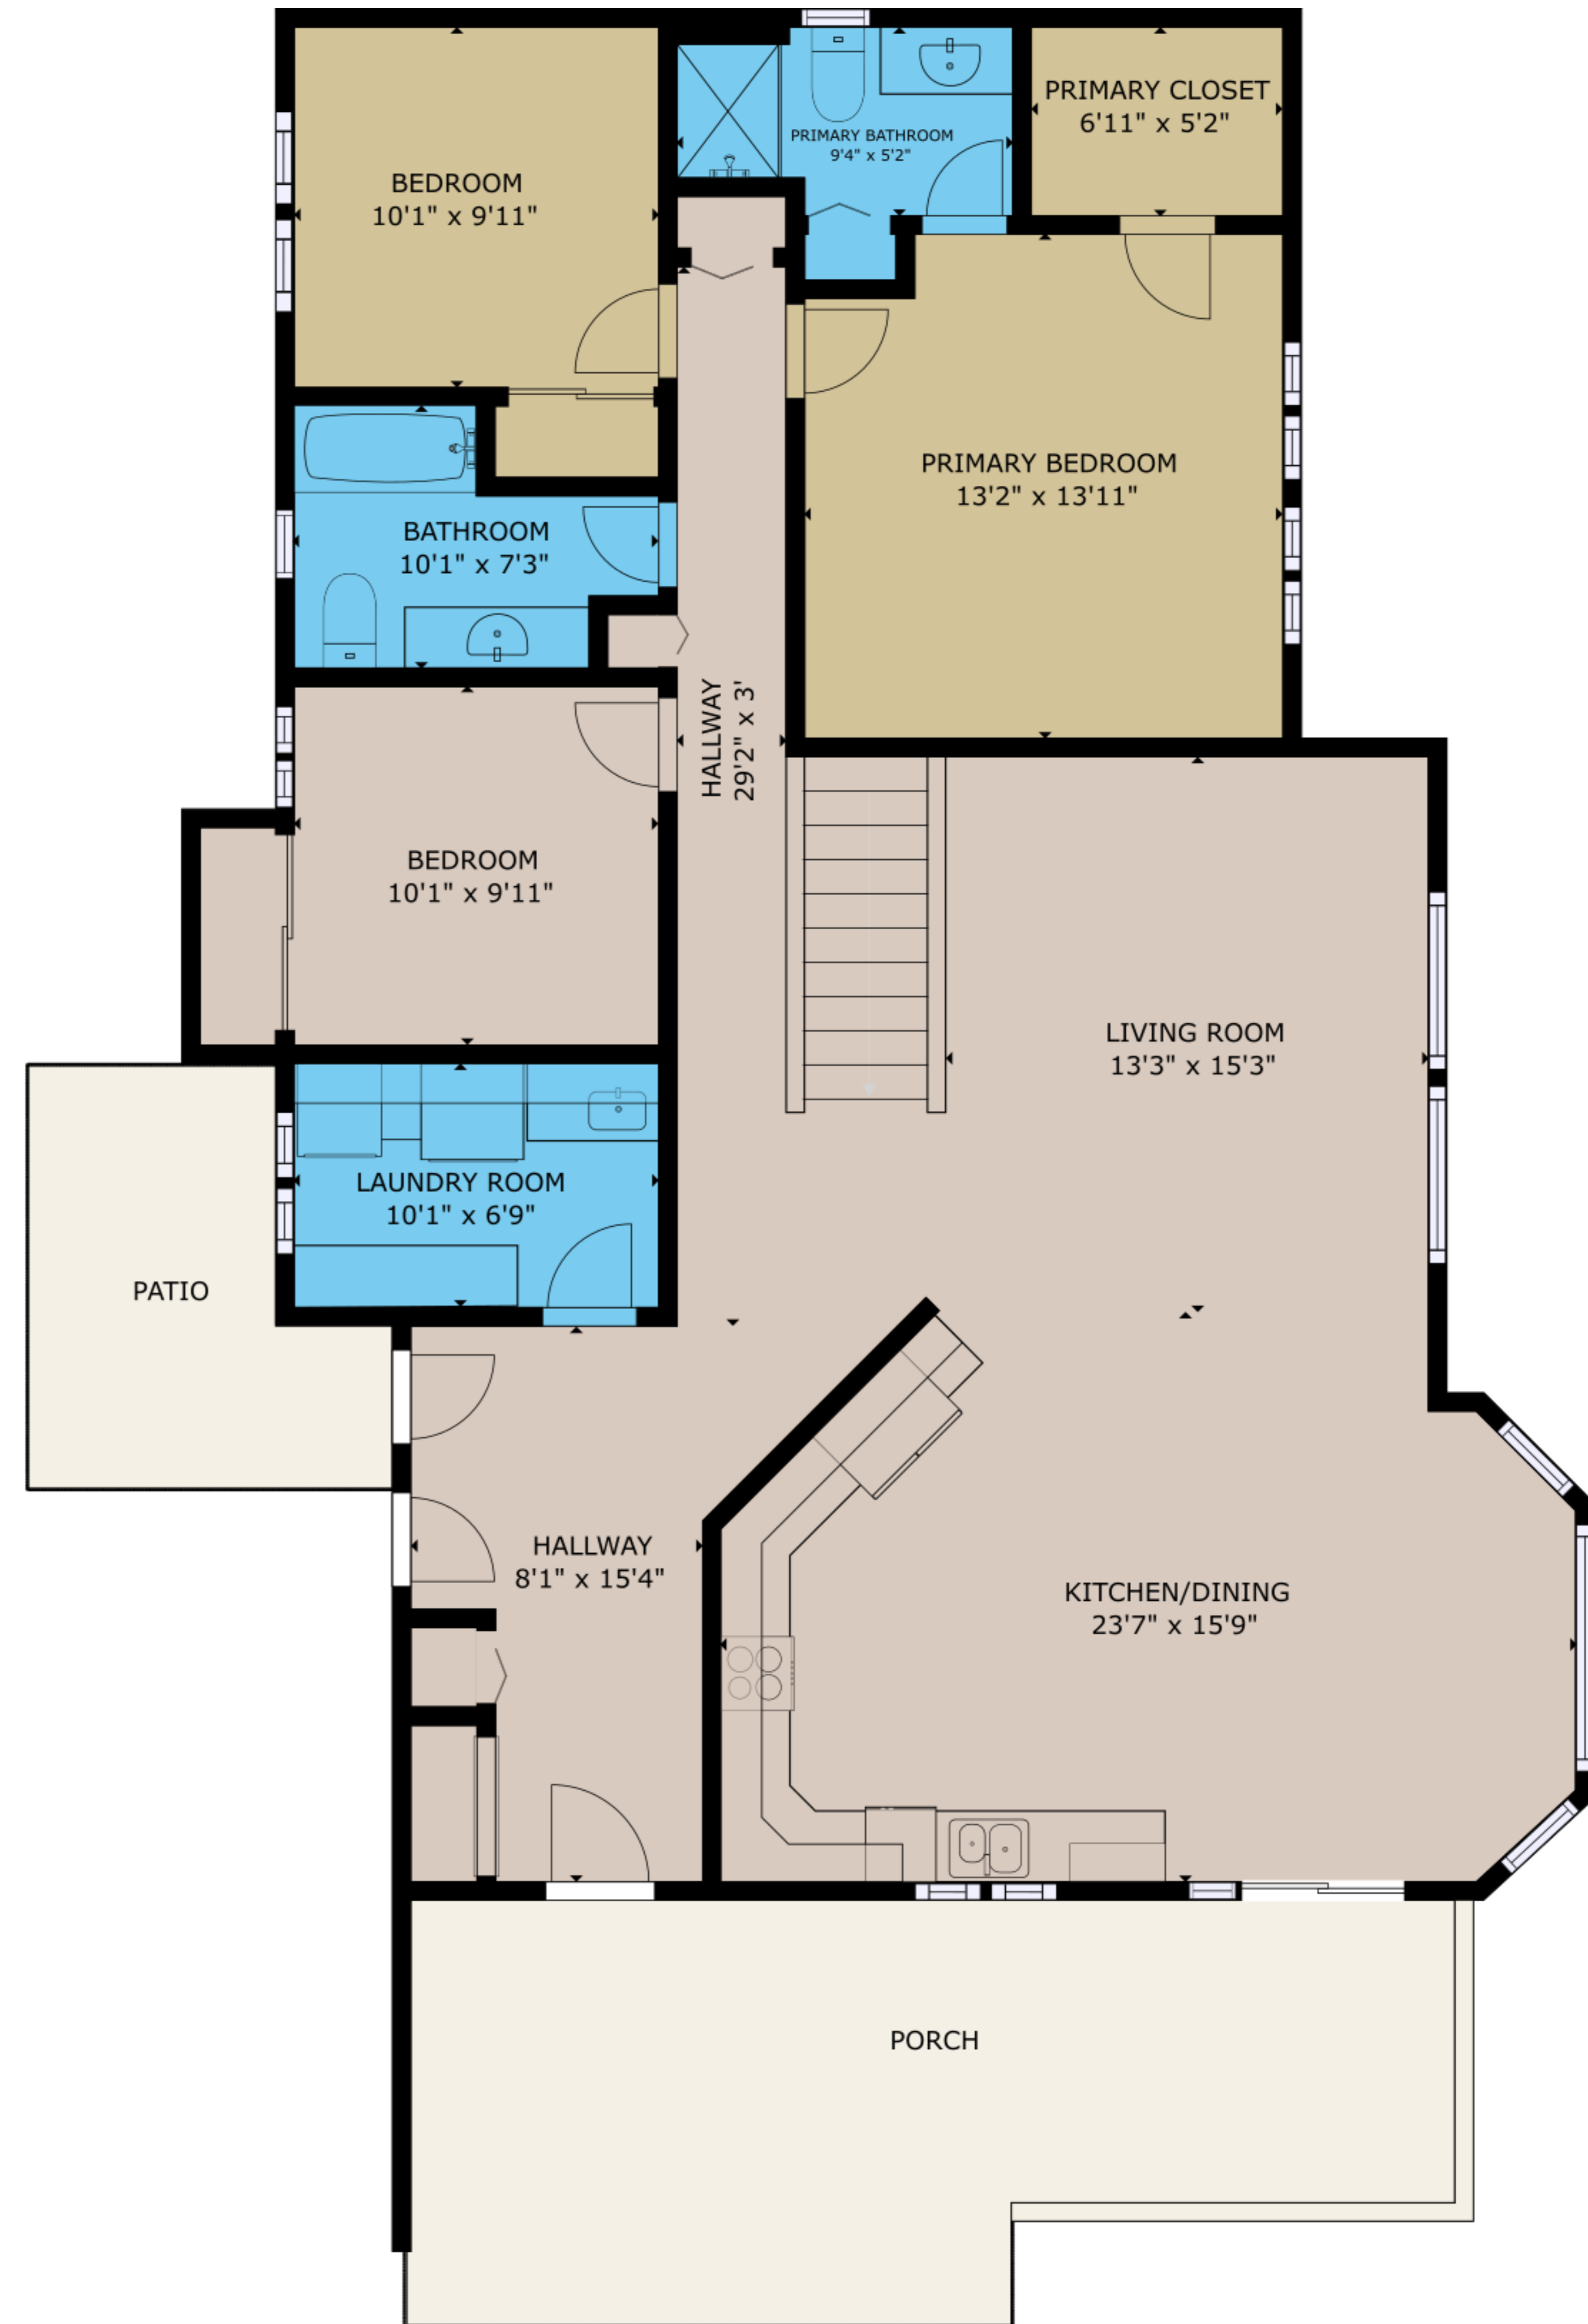 BEDROOM
10'1" x 9'11"
PRIMARY BATHROOM
9'4" x 5'2"
PRIMARY CLOSET
6'11" x 5'2"
PRIMARY BEDROOM
13'2" x 13'11"
BATHROOM
10'1" x 7'3"
HALLWAY
29'2" x 3'
BEDROOM
10'1" x 9'11"
LIVING ROOM
13'3" x 15'3"
LAUNDRY ROOM
10'1" x 6'9"
PATIO
HALLWAY
8'1" x 15'4"
KITCHEN/DINING
23'7" x 15'9"
PORCH